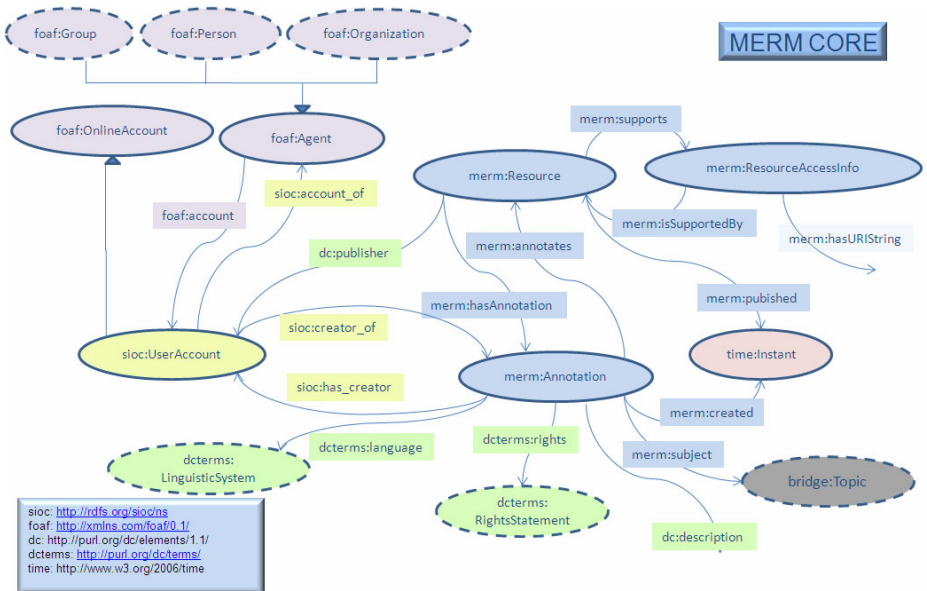 foaf:Group
foaf:Person
foaf:Organization
MERM CORE
foaf:OnlineAccount
foaf:Agent
merm:supports
merm:Resource
merm:ResourceAccessInfo
sioc:account_of
foaf:account
merm:isSupportedBy
merm:annotates
merm:hasURIString
dc:publisher
merm:hasAnnotation
merm:pubished
sioc:creator_of
sioc:UserAccount
time:Instant
merm:Annotation
sioc:has_creator
merm:created
dcterms:language
dcterms:rights
merm:subject
dcterms:
LinguisticSystem
bridge:Topic
dcterms:
RightsStatement
dc:description
sioc: http://rdfs.org/sioc/ns
foaf: http://xmlns.com/foaf/0.1/
dc: http://purl.org/dc/elements/1.1/
dcterms: http://purl.org/dc/terms/
time: http://www.w3.org/2006/time